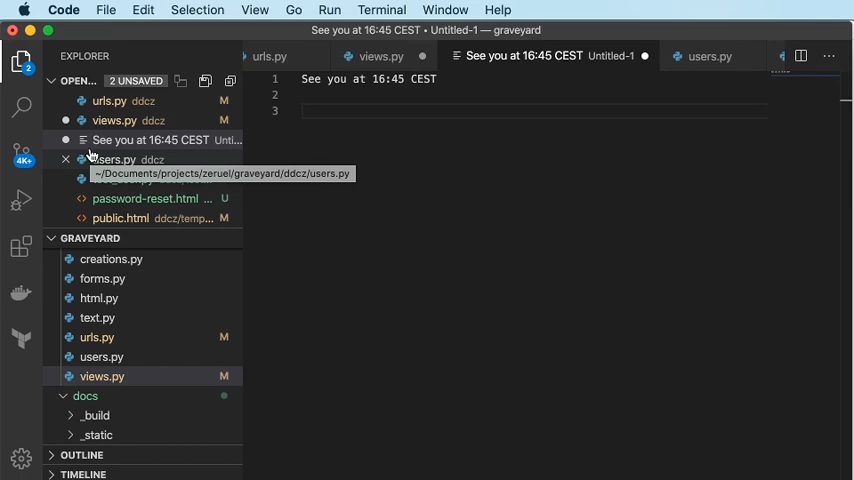 Code File Edit Selection View Go Run Terminal Window Help
See you at 16:45 CEST • Untitled-1 — graveyard
EXPLORER
urls.py
views.py
See you at 16:45 CEST Untitled-1
users.py
OPEN... 2 UNSAVED
urls.py ddcz M
views.py ddcz M
See you at 16:45 CEST Unti...
users.py ddcz
~/Documents/projects/zeruel/graveyard/ddcz/users.py
password-reset.html ... U
public.html ddcz/temp... M
GRAVEYARD
creations.py
forms.py
html.py
text.py
urls.py M
users.py
views.py M
docs
_build
_static
OUTLINE
TIMELINE
2
4K+
1 See you at 16:45 CEST
2
3